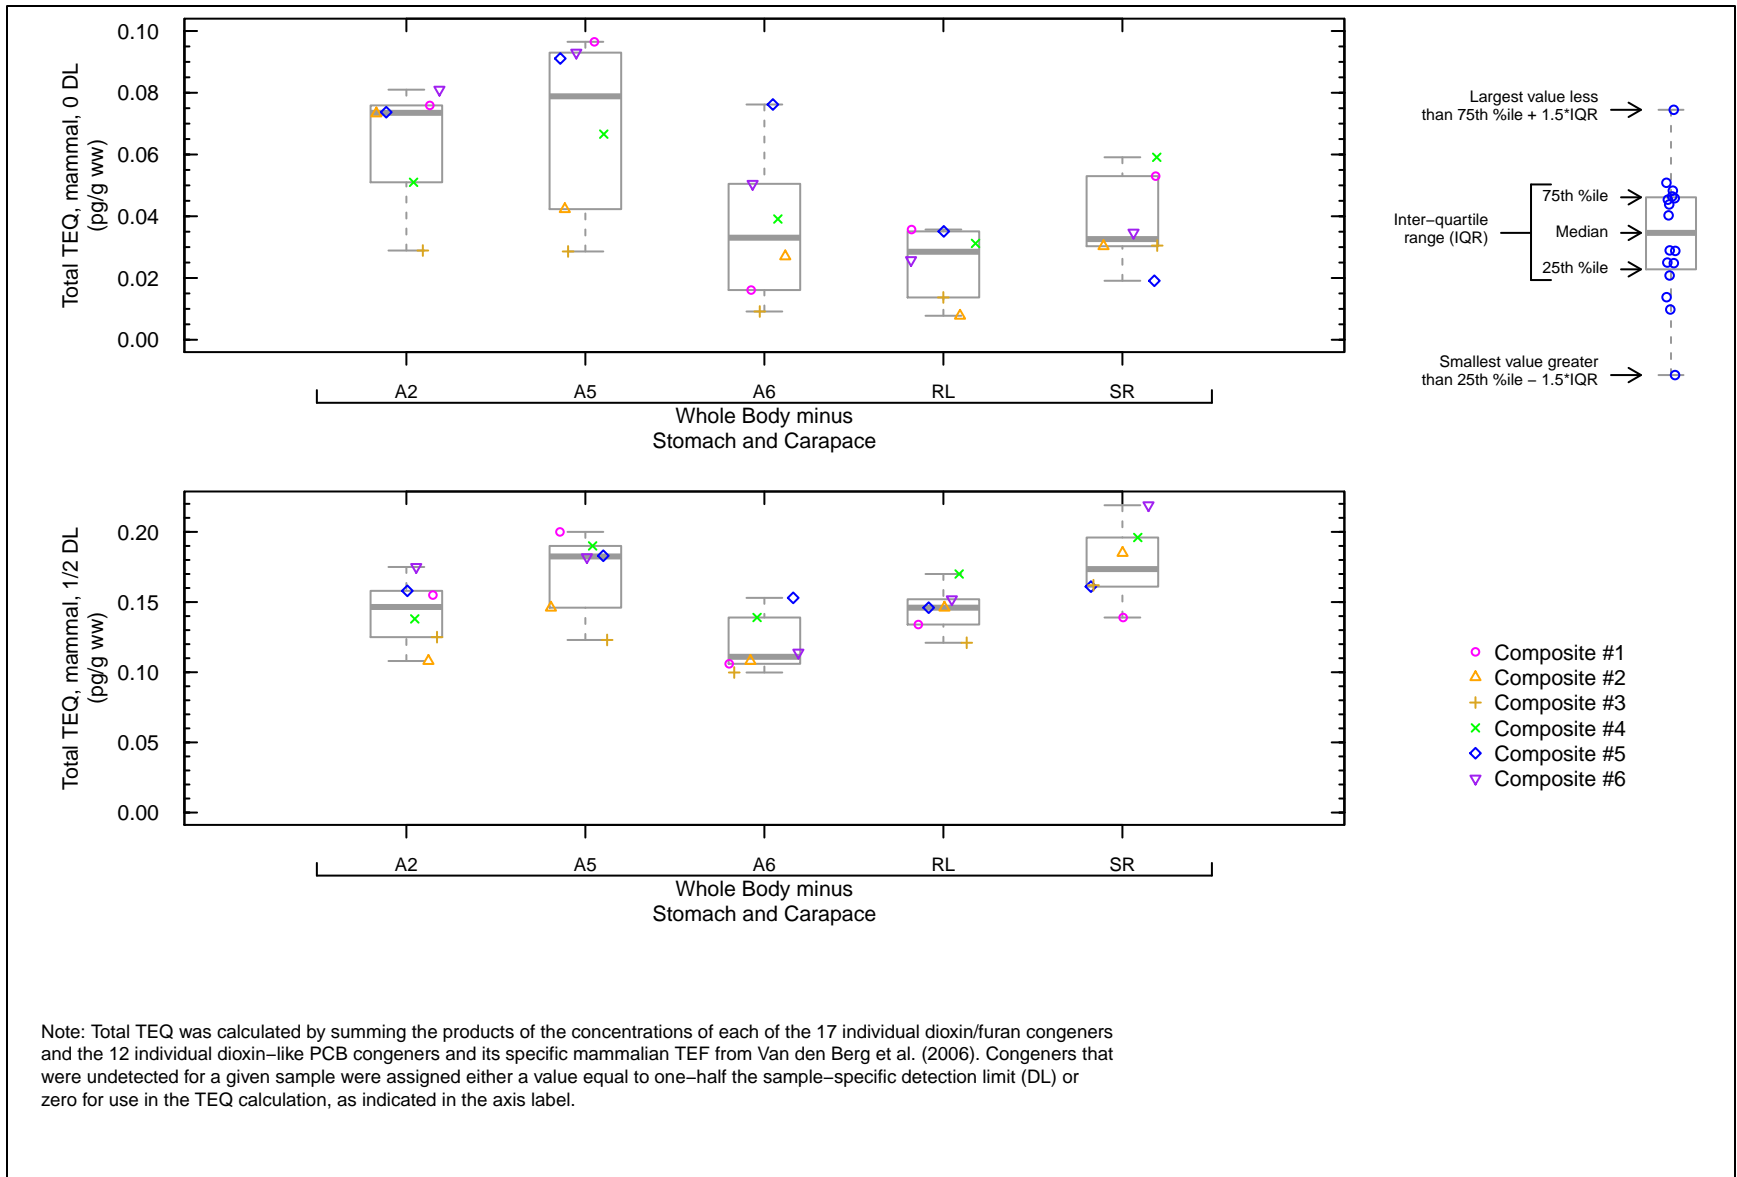 Total TEQ, mammal, 0 DL
(pg/g ww)
0.10
0.08
0.06
0.04
0.02
0.00
A2 A5 A6 RL SR
Whole Body minus
Stomach and Carapace
Largest value less
than 75th %ile + 1.5*IQR
75th %ile
Inter−quartile
range (IQR)
Median
25th %ile
Smallest value greater
than 25th %ile − 1.5*IQR
Total TEQ, mammal, 1/2 DL
(pg/g ww)
0.20
0.15
0.10
0.05
0.00
A2 A5 A6 RL SR
Whole Body minus
Stomach and Carapace
Composite #1
Composite #2
Composite #3
Composite #4
Composite #5
Composite #6
Note: Total TEQ was calculated by summing the products of the concentrations of each of the 17 individual dioxin/furan congeners
and the 12 individual dioxin−like PCB congeners and its specific mammalian TEF from Van den Berg et al. (2006). Congeners that
were undetected for a given sample were assigned either a value equal to one−half the sample−specific detection limit (DL) or
zero for use in the TEQ calculation, as indicated in the axis label.